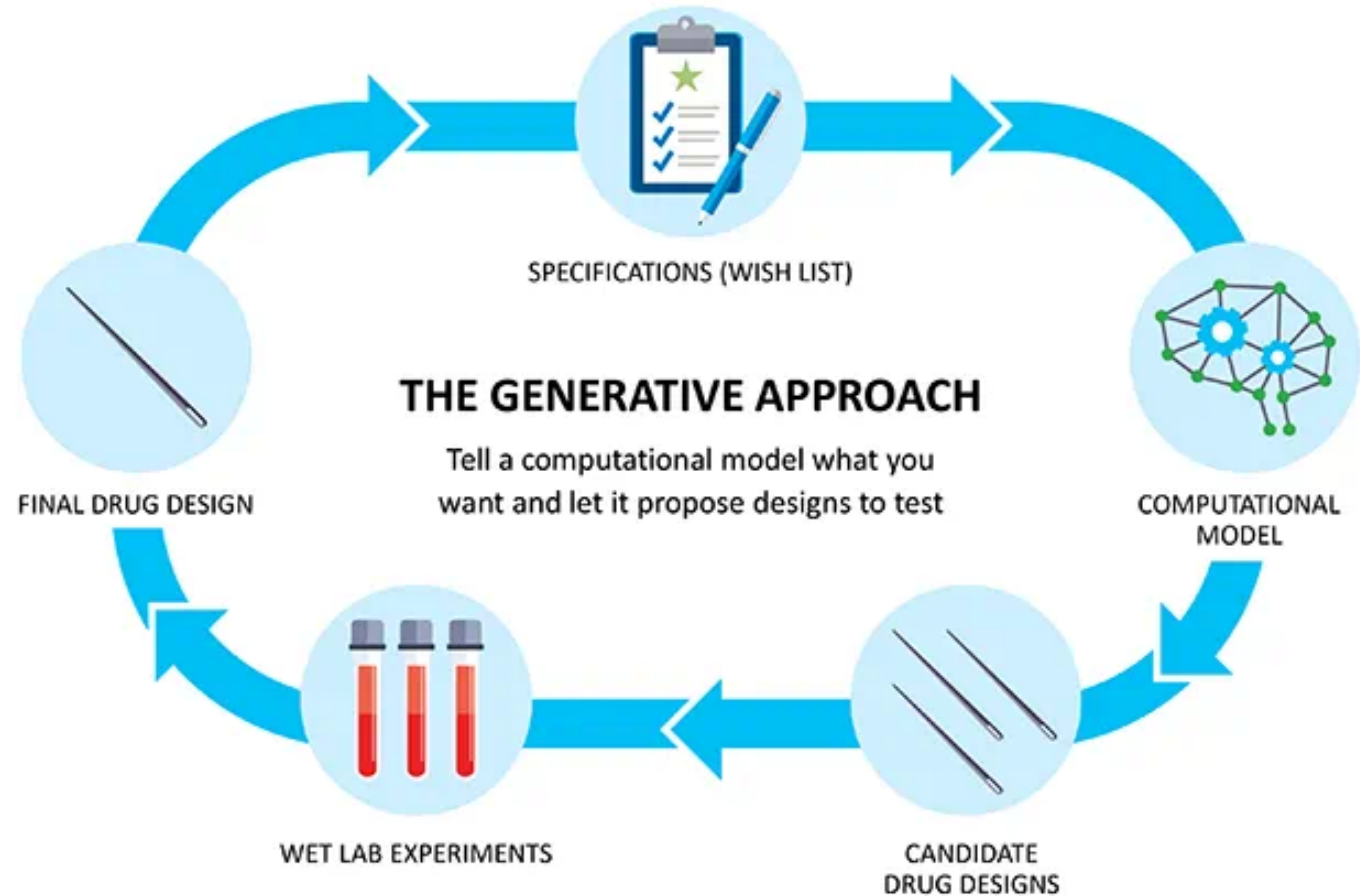 SPECIFICATIONS (WISH LIST)
THE GENERATIVE APPROACH
Tell a computational model what you
want and let it propose designs to test
FINAL DRUG DESIGN
COMPUTATIONAL
MODEL
WET LAB EXPERIMENTS
CANDIDATE
DRUG DESIGNS